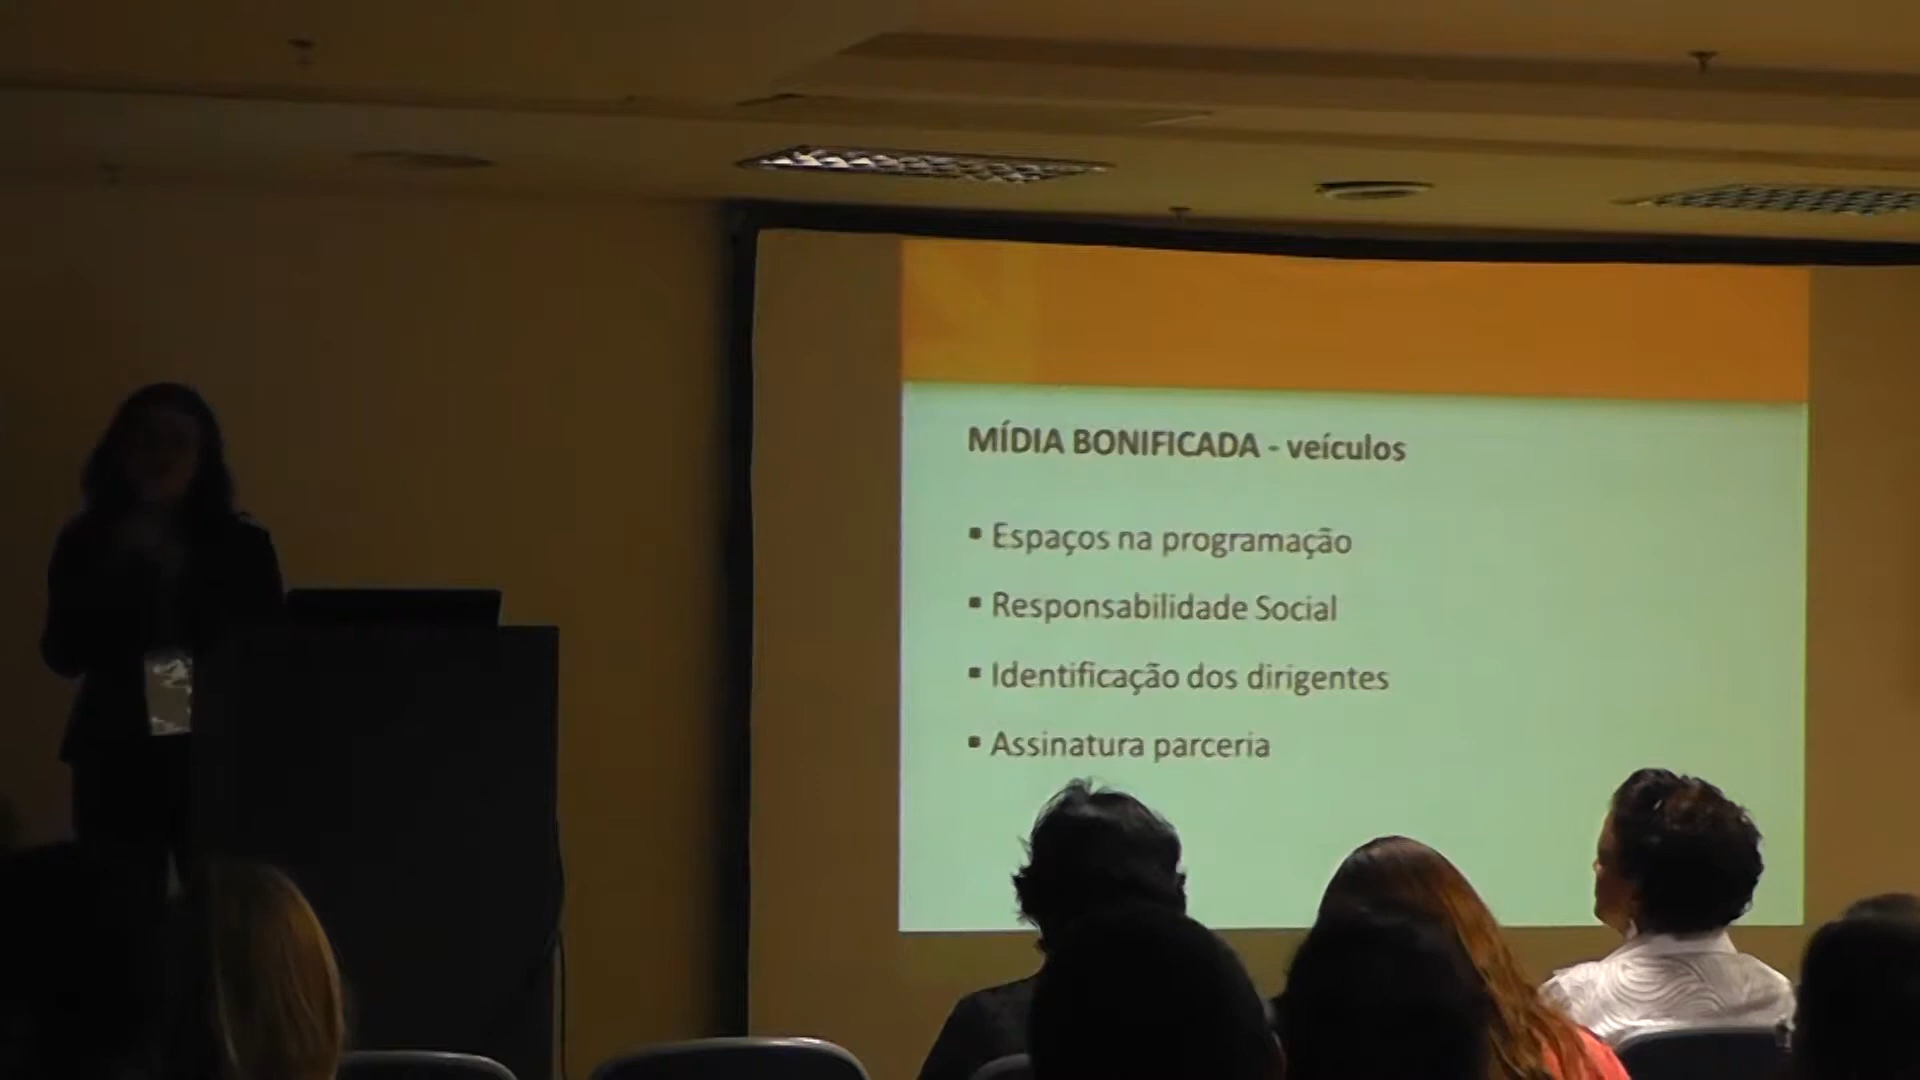 MÍDIA BONIFICADA - veículos
▪ Espaços na programação
▪ Responsabilidade Social
▪ Identificação dos dirigentes
▪ Assinatura parceria